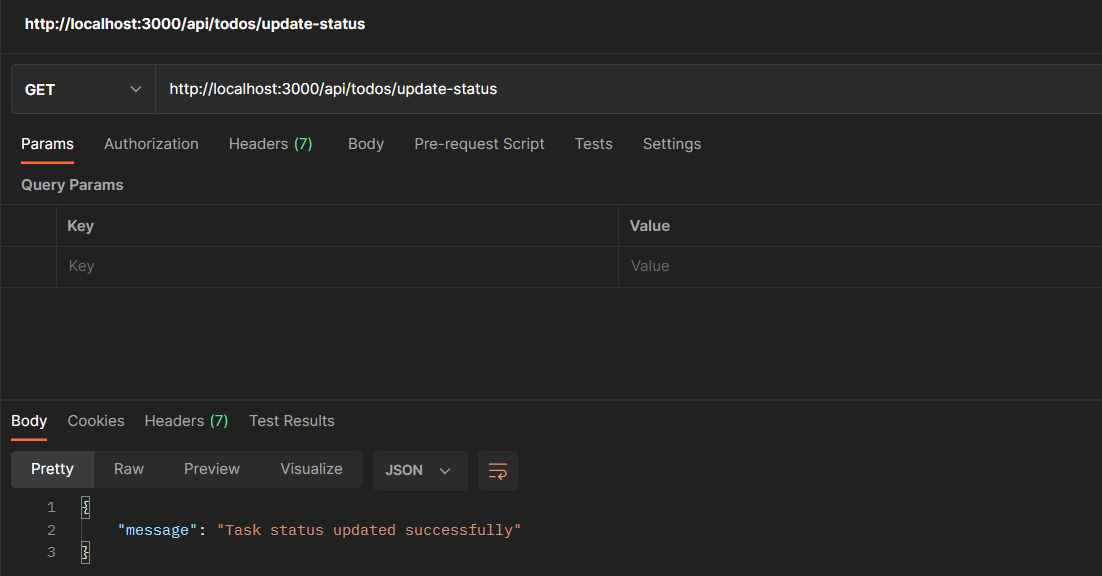 http://localhost:3000/api/todos/update-status
GET http://localhost:3000/api/todos/update-status
Params Authorization Headers (7) Body Pre-request Script Tests Settings
Query Params
Key Value
Key Value
Body Cookies Headers (7) Test Results
Pretty Raw Preview Visualize JSON
1 {
2 "message": "Task status updated successfully"
3 }